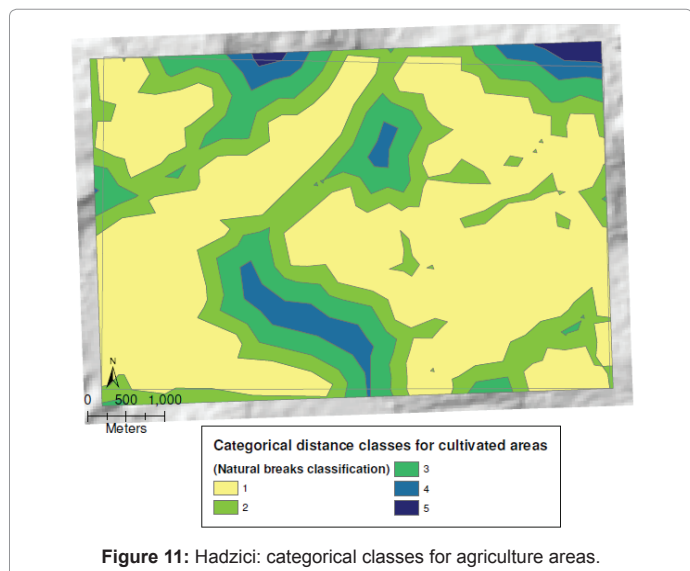 N
0 500 1,000
Meters
Categorical distance classes for cultivated areas
(Natural breaks classification)
1
2
3
4
5
Figure 11: Hadzici: categorical classes for agriculture areas.